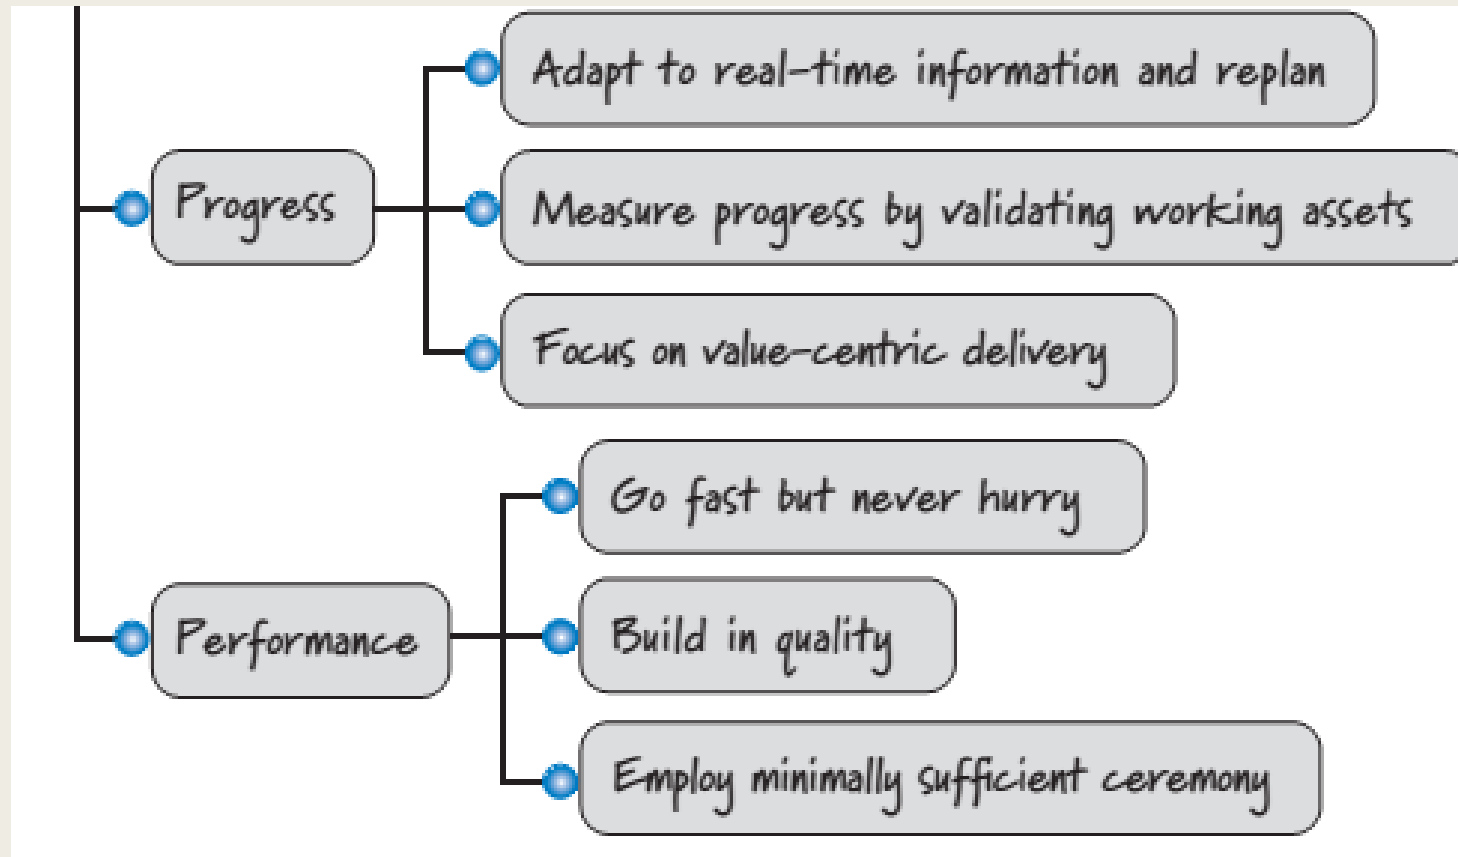 Adapt to real-time information and replan
Progress
Measure progress by validating working assets
Focus on value-centric delivery
Go fast but never hurry
Performance
Build in quality
Employ minimally sufficient ceremony